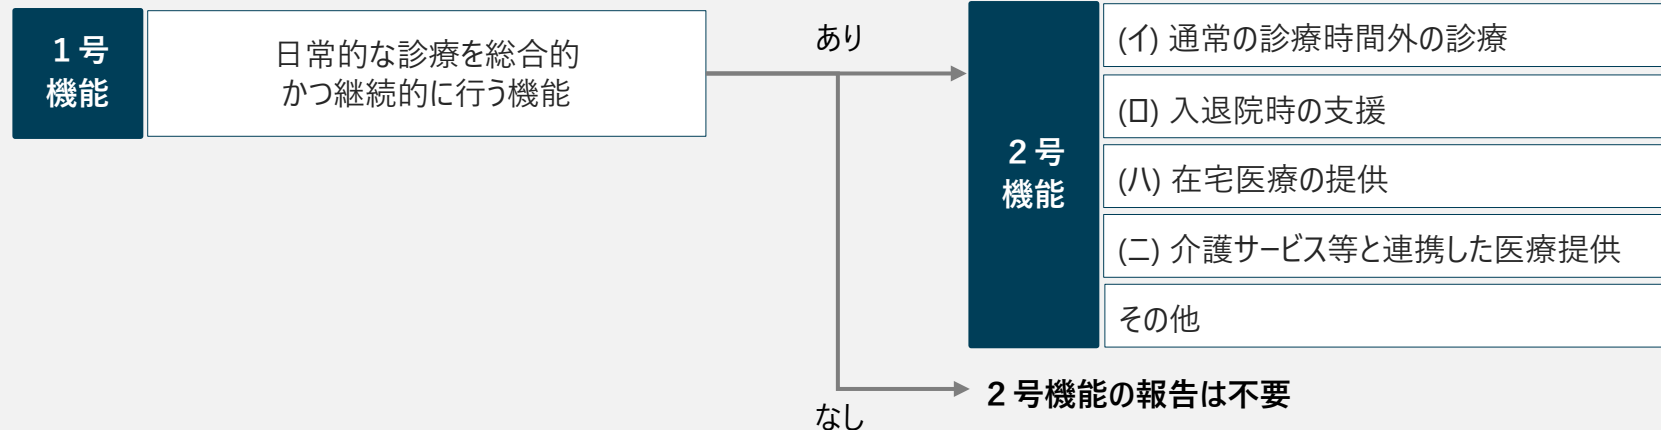 1号
機能
日常的な診療を総合的
かつ継続的に行う機能
あり
なし
2号
機能
(イ) 通常の診療時間外の診療
(ロ) 入退院時の支援
(ハ) 在宅医療の提供
(ニ) 介護サービス等と連携した医療提供
その他
2号機能の報告は不要